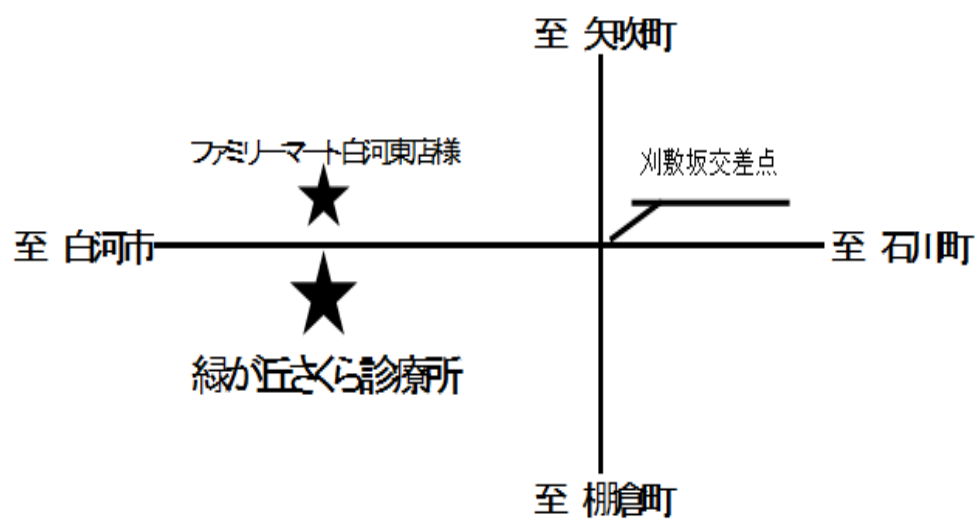 至 矢吹町
ファミリーマート白河東店様
刈敷坂交差点
至 白河市
至 石川町
緑が丘さくら診療所
至 棚倉町